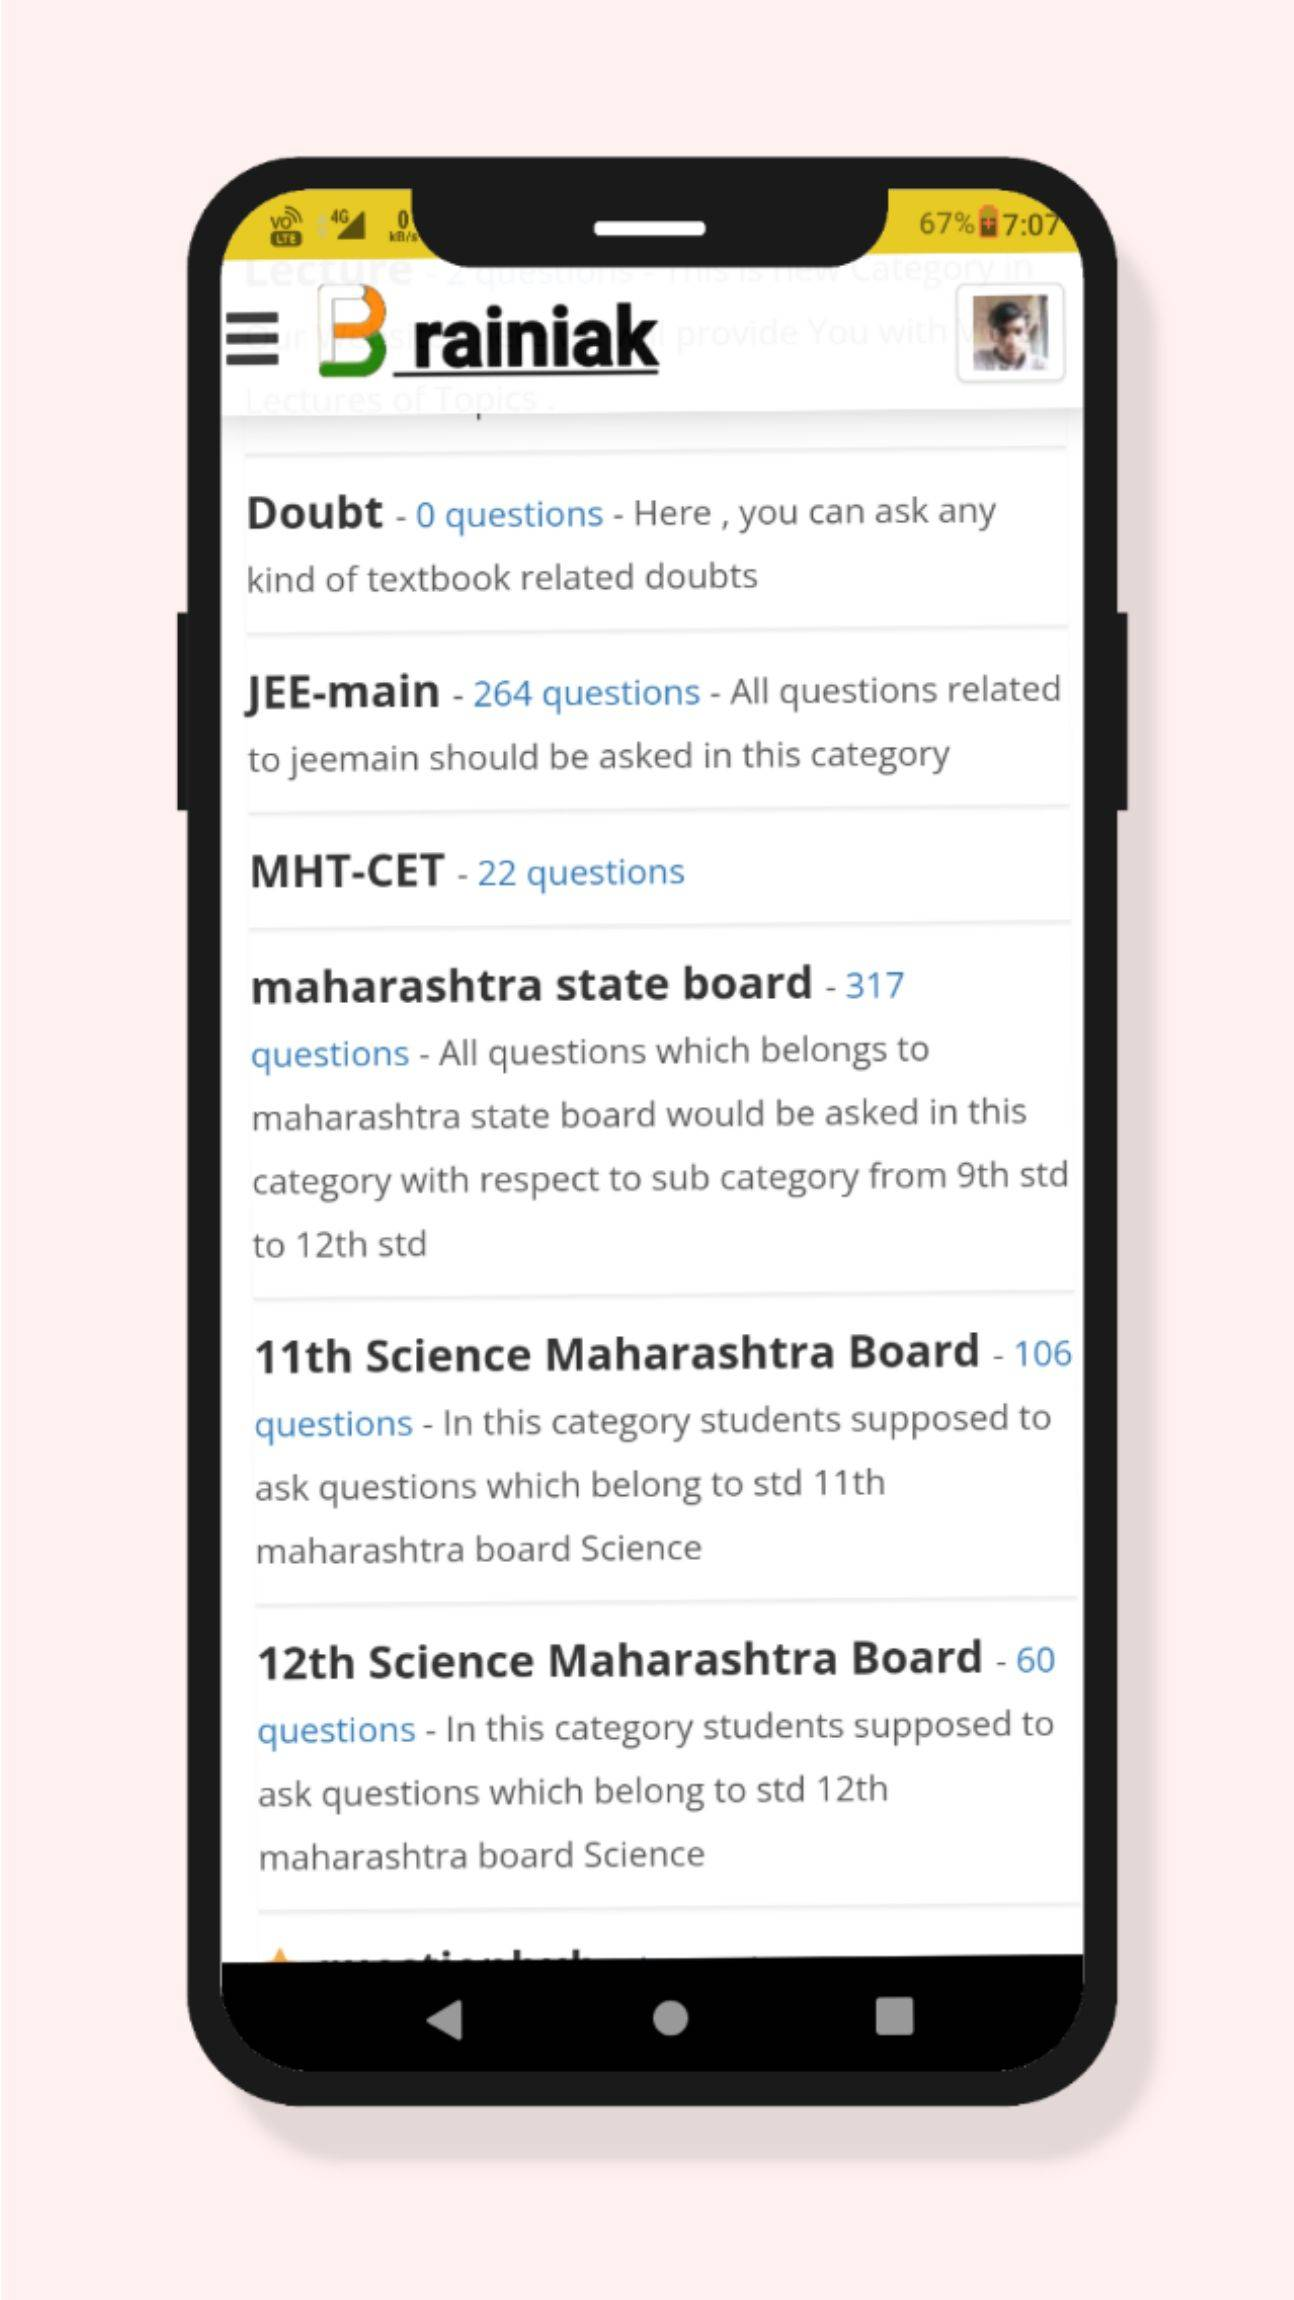 VO LTE 4G 0 kB/s 67% 7:07
Lecture - 2 questions - This is new Category in
provide You with
Lectures of Topics .
Brainiak
Doubt - 0 questions - Here , you can ask any
kind of textbook related doubts
JEE-main - 264 questions - All questions related
to jeemain should be asked in this category
MHT-CET - 22 questions
maharashtra state board - 317
questions - All questions which belongs to
maharashtra state board would be asked in this
category with respect to sub category from 9th std
to 12th std
11th Science Maharashtra Board - 106
questions - In this category students supposed to
ask questions which belong to std 11th
maharashtra board Science
12th Science Maharashtra Board - 60
questions - In this category students supposed to
ask questions which belong to std 12th
maharashtra board Science